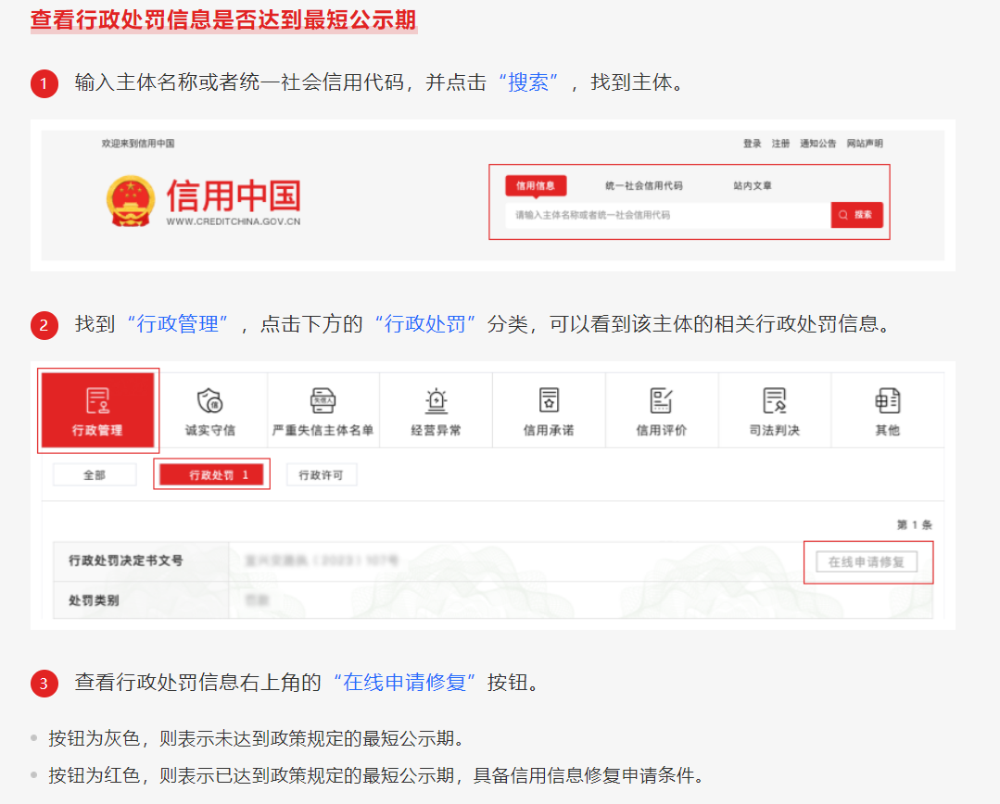 查看行政处罚信息是否达到最短公示期
1 输入主体名称或者统一社会信用代码，并点击“搜索”，找到主体。
欢迎来到信用中国
登录 注册 通知公告 网站声明
信用中国
WWW.CREDITCHINA.GOV.CN
信用信息 统一社会信用代码 站内文章
请输入主体名称或者统一社会信用代码 搜索
2 找到“行政管理”，点击下方的“行政处罚”分类，可以看到该主体的相关行政处罚信息。
行政管理 诚实守信 严重失信主体名单 经营异常 信用承诺 信用评价 司法判决 其他
全部 行政处罚 1 行政许可
第 1 条
行政处罚决定书文号 在线申请修复
处罚类别
3 查看行政处罚信息右上角的“在线申请修复”按钮。
按钮为灰色，则表示未达到政策规定的最短公示期。
按钮为红色，则表示已达到政策规定的最短公示期，具备信用信息修复申请条件。